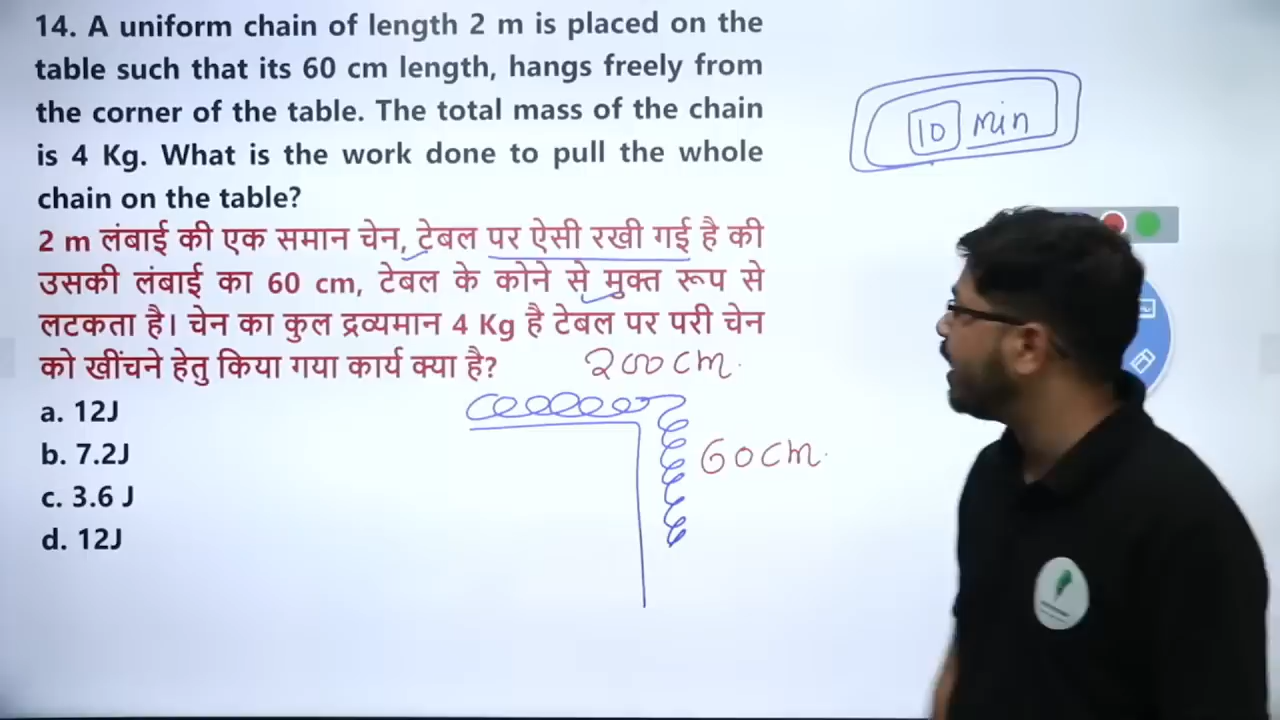 14. A uniform chain of length 2 m is placed on the
table such that its 60 cm length, hangs freely from
the corner of the table. The total mass of the chain
is 4 Kg. What is the work done to pull the whole
chain on the table?
10 min
2 m लंबाई की एक समान चेन, टेबल पर ऐसी रखी गई है की
उसकी लंबाई का 60 cm, टेबल के कोने से मुक्त रूप से
लटकता है। चेन का कुल द्रव्यमान 4 Kg है टेबल पर परी चेन
को खींचने हेतु किया गया कार्य क्या है?
200cm.
a. 12J
b. 7.2J
60cm.
c. 3.6 J
d. 12J